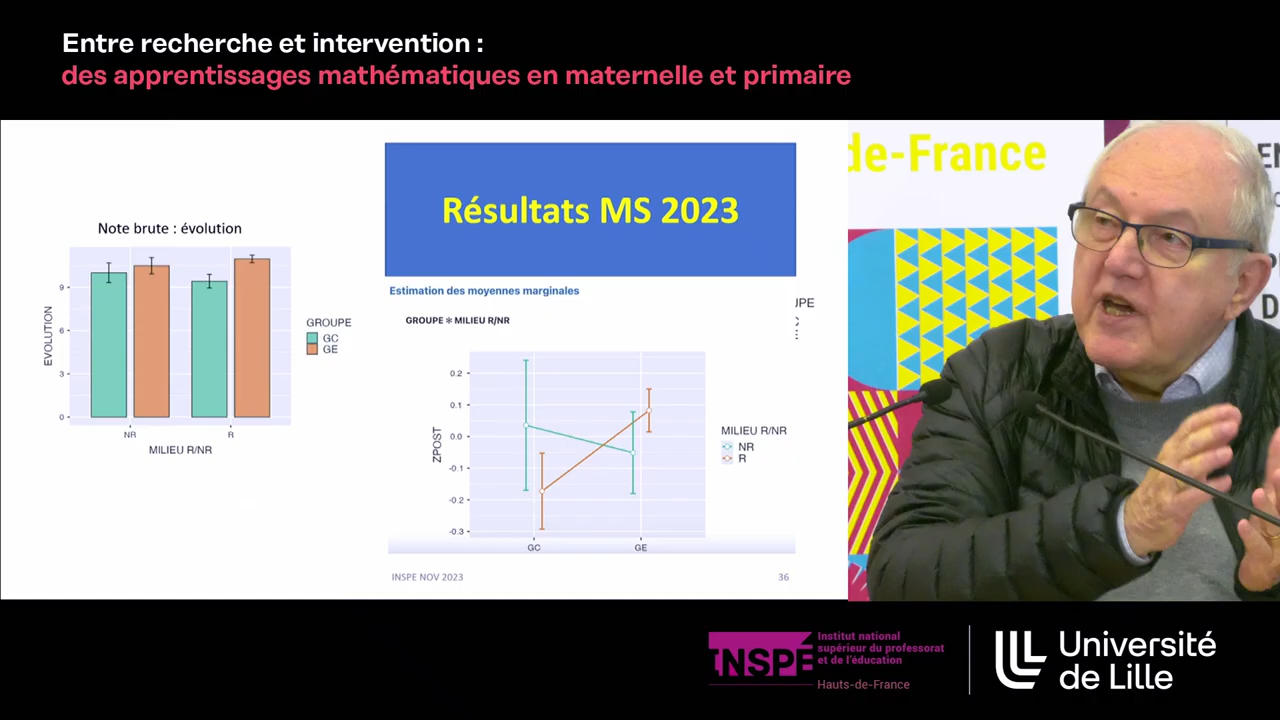 Entre recherche et intervention :
des apprentissages mathématiques en maternelle et primaire
Note brute : évolution
EVOLUTION
9
6
3
0
NR
R
MILIEU R/NR
GROUPE
GC
GE
Résultats MS 2023
Estimation des moyennes marginales
GROUPE ✻ MILIEU R/NR
ZPOST
0.2
0.1
0.0
-0.1
-0.2
-0.3
GC
GE
MILIEU R/NR
NR
R
UPE
INSPE NOV 2023
36
de-France
INSPÉ
Institut national
supérieur du professorat
et de l'éducation
Hauts-de-France
Université
de Lille